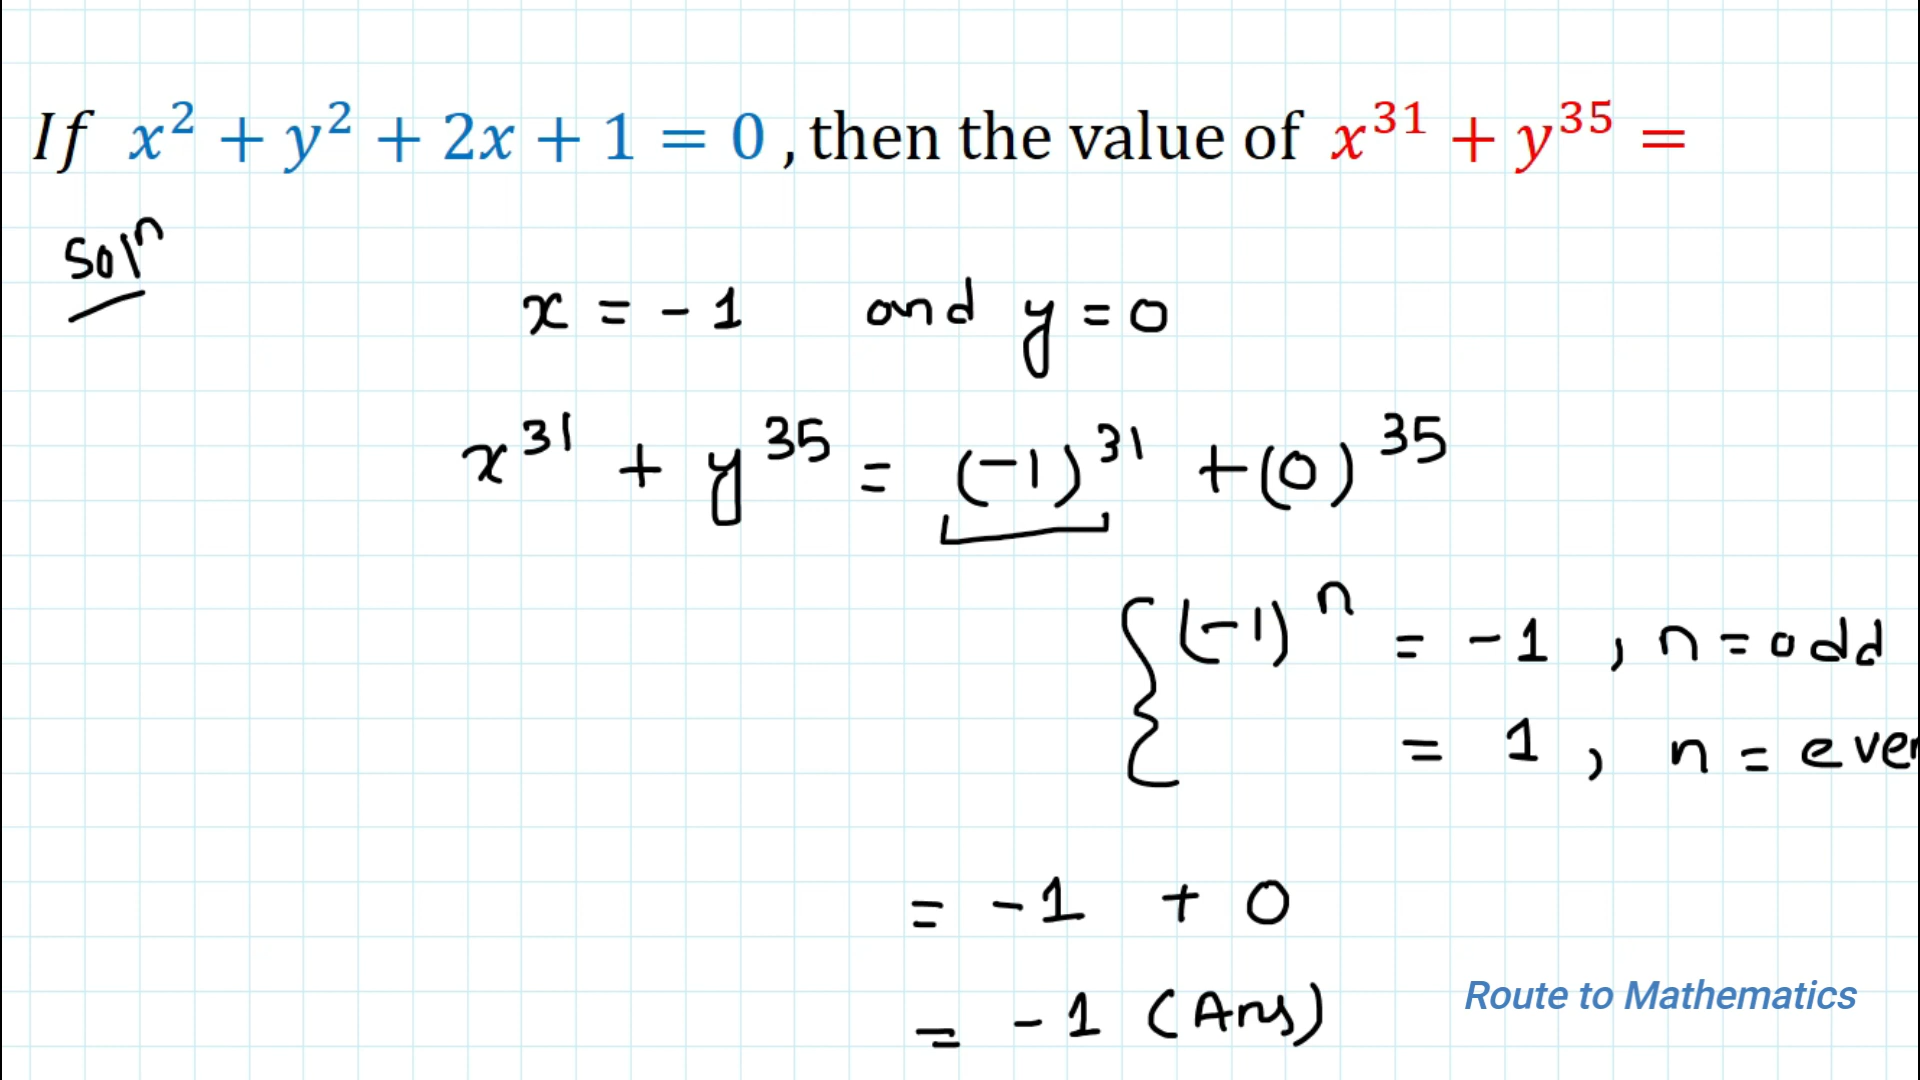 If x² + y² + 2x + 1 = 0 , then the value of x³¹ + y³⁵ =
Solⁿ
x = - 1 and y = 0
x³¹ + y³⁵ = (-1)³¹ + (0)³⁵
{ (-1)ⁿ = -1 , n = odd
= 1 , n = even
= -1 + 0
= -1 (Ans)
Route to Mathematics